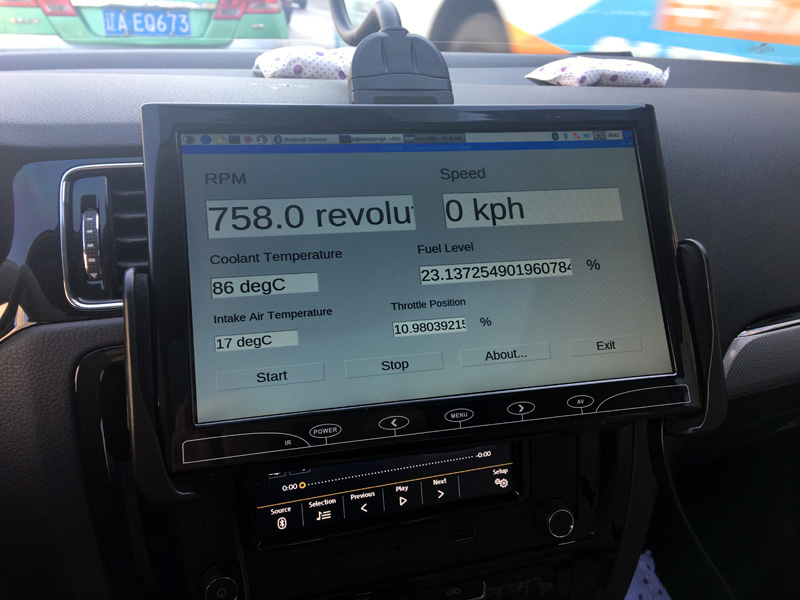 辽A EQ673
Bluetooth Devices
RPM
Speed
758.0 revolu
0 kph
Coolant Temperature
Fuel Level
86 degC
23.137254901960784 %
Intake Air Temperature
Throttle Position
17 degC
10.98039215 %
Start
Stop
About...
Exit
IR
POWER
<
MENU
>
AV
0:00
-0:00
Source
Selection
Previous
Play
Next
Setup